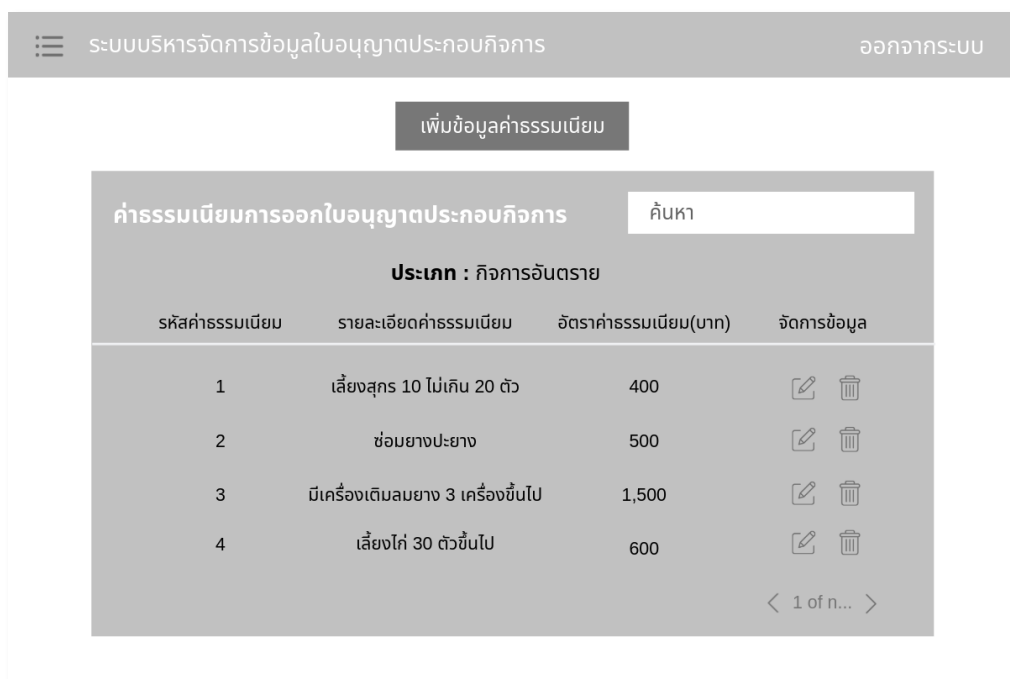 ระบบบริหารจัดการข้อมูลใบอนุญาตประกอบกิจการ ออกจากระบบ
เพิ่มข้อมูลค่าธรรมเนียม
ค่าธรรมเนียมการออกใบอนุญาตประกอบกิจการ ค้นหา
ประเภท : กิจการอันตราย
รหัสค่าธรรมเนียม รายละเอียดค่าธรรมเนียม อัตราค่าธรรมเนียม(บาท) จัดการข้อมูล
1 เลี้ยงสุกร 10 ไม่เกิน 20 ตัว 400
2 ซ่อมยางปะยาง 500
3 มีเครื่องเติมลมยาง 3 เครื่องขึ้นไป 1,500
4 เลี้ยงไก่ 30 ตัวขึ้นไป 600
1 of n...